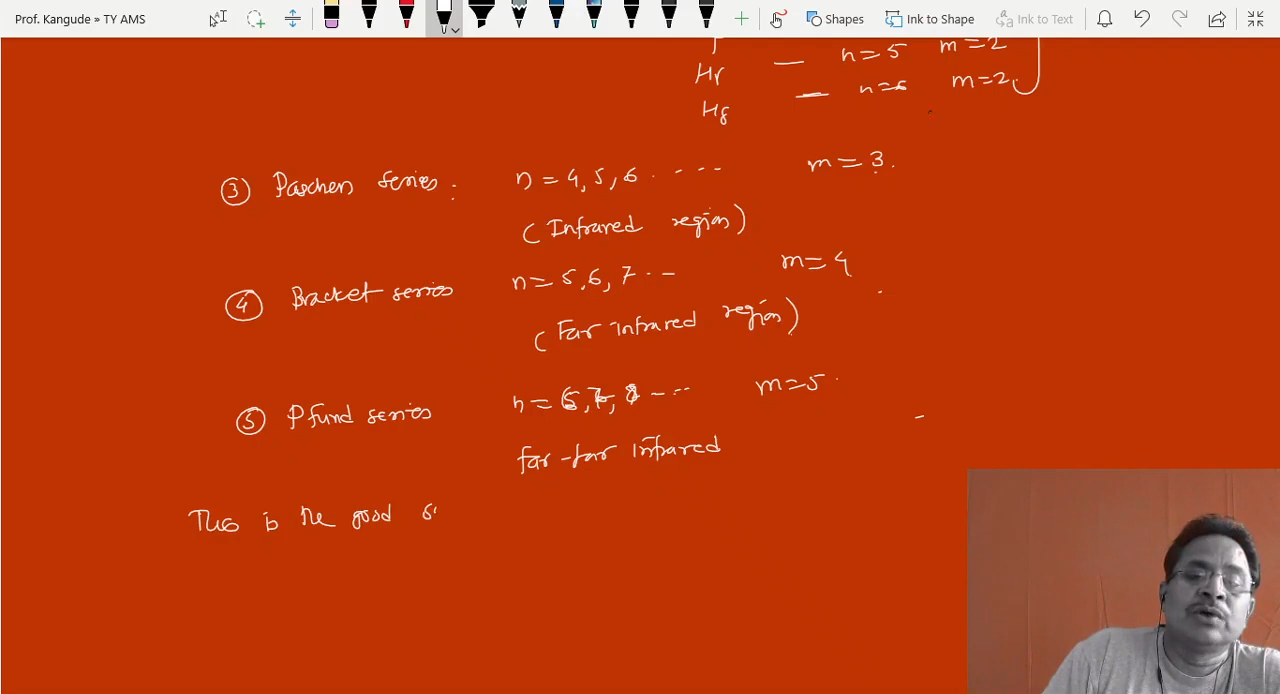 Prof. Kangude » TY AMS
Shapes
Ink to Shape
Ink to Text
— n = 5 m = 2
Hγ
— n = 6 m = 2
Hδ
③ Paschen series : n = 4, 5, 6 . - -- m = 3 .
( Infrared region )
④ Bracket series n = 5, 6, 7 . . – m = 4
( Far infrared region )
⑤ Pfund series n = 6, 7, 8 – - -- m = 5 .
far-far infrared
This is the good